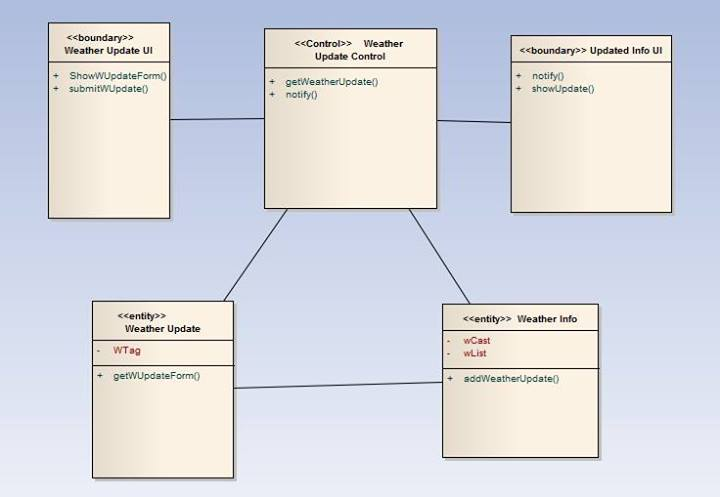 <<boundary>>
Weather Update UI
+ ShowWUpdateForm()
+ submitWUpdate()
<<Control>> Weather
Update Control
+ getWeatherUpdate()
+ notify()
<<boundary>> Updated Info UI
+ notify()
+ showUpdate()
<<entity>>
Weather Update
- WTag
+ getWUpdateForm()
<<entity>> Weather Info
- wCast
- wList
+ addWeatherUpdate()